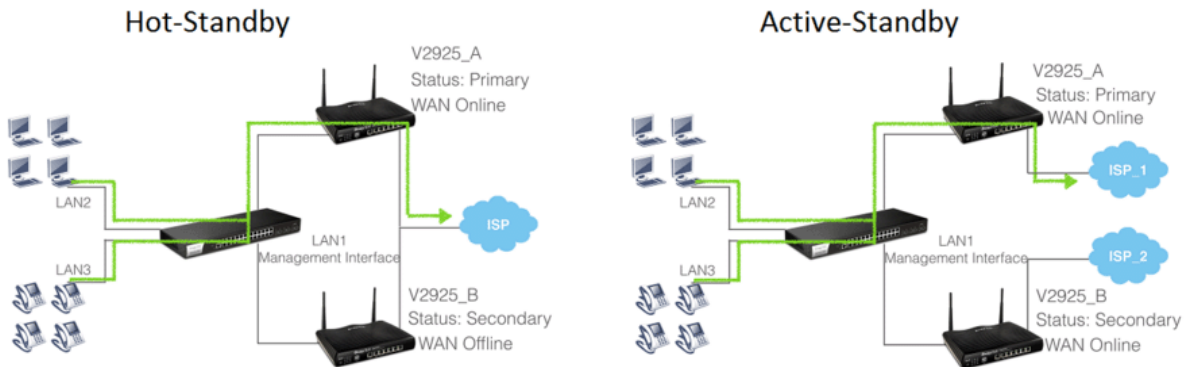 Hot-Standby
V2925_A
Status: Primary
WAN Online
LAN2
LAN1
Management Interface
ISP
LAN3
V2925_B
Status: Secondary
WAN Offline
Active-Standby
V2925_A
Status: Primary
WAN Online
ISP_1
LAN2
LAN1
Management Interface
ISP_2
LAN3
V2925_B
Status: Secondary
WAN Online